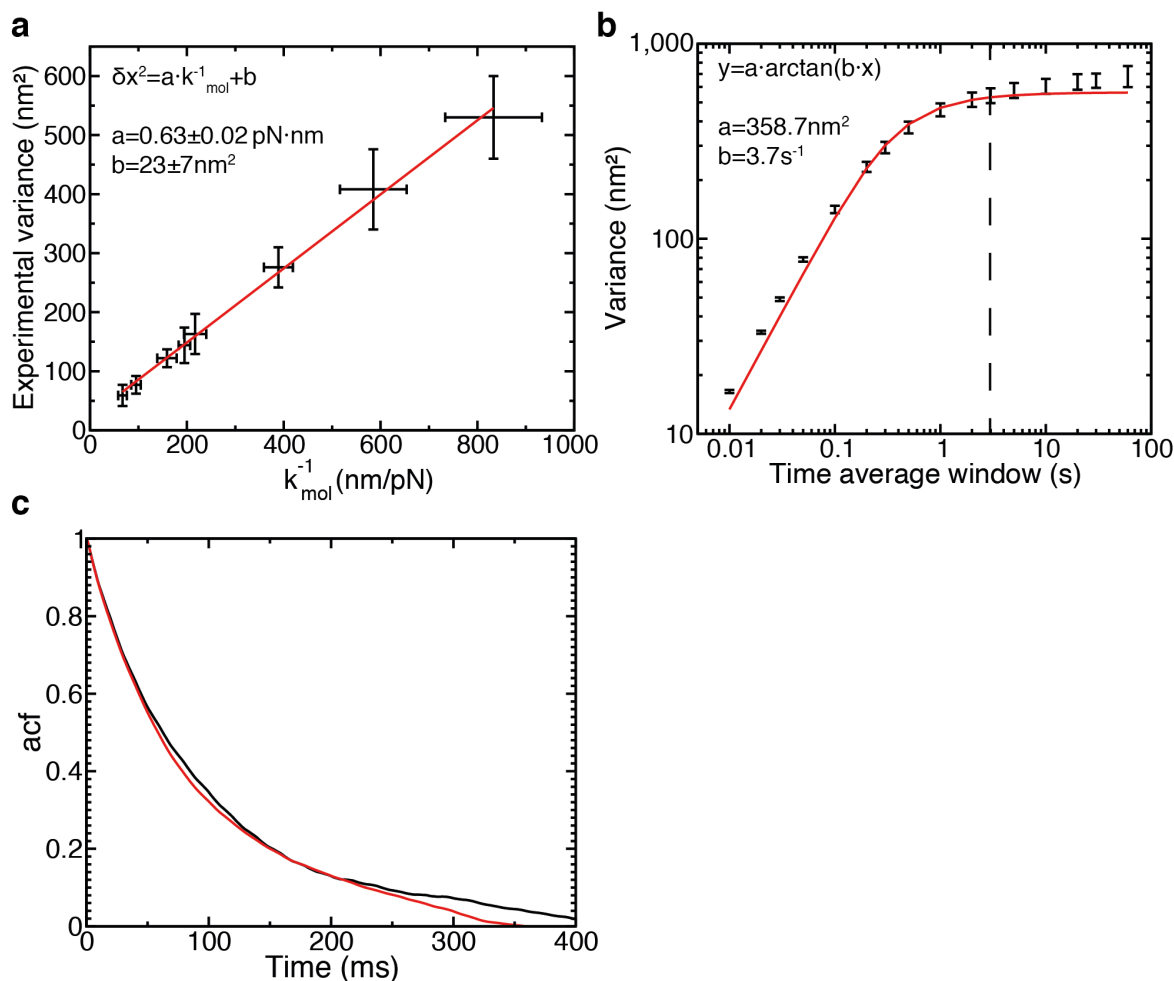 a
δx²=a·k⁻¹mol+b
a=0.63±0.02 pN·nm
b=23±7nm²
Experimental variance (nm²)
600
500
400
300
200
100
0
0 200 400 600 800 1000
k⁻¹mol (nm/pN)
b
y=a·arctan(b·x)
a=358.7nm²
b=3.7s⁻¹
Variance (nm²)
1,000
100
10
0.01 0.1 1 10 100
Time average window (s)
c
acf
1
0.8
0.6
0.4
0.2
0
0 100 200 300 400
Time (ms)